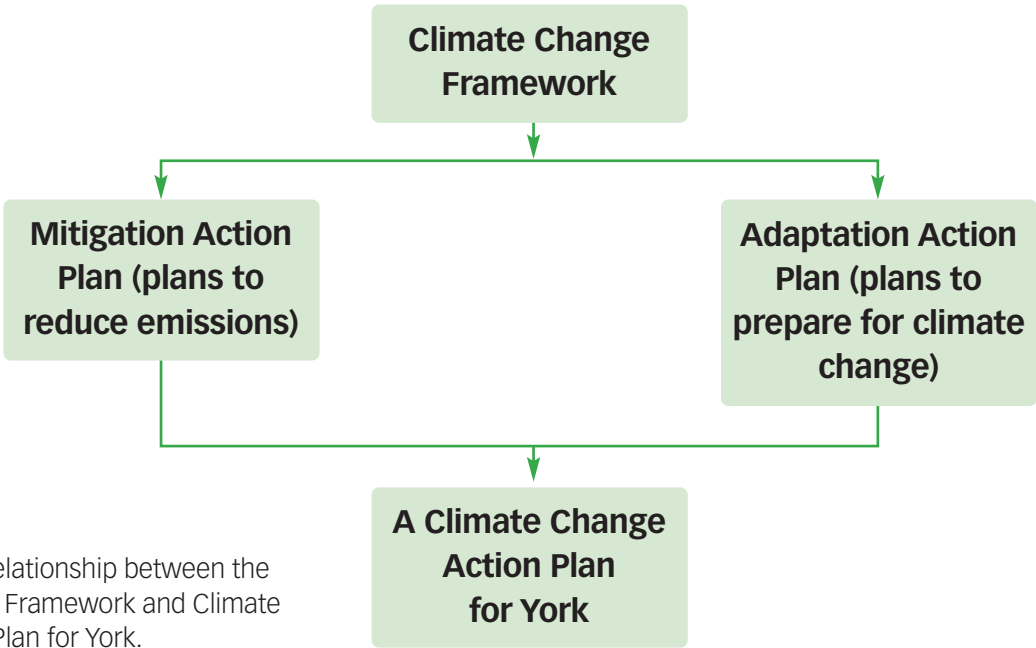 Climate Change
Framework
Mitigation Action
Plan (plans to
reduce emissions)
Adaptation Action
Plan (plans to
prepare for climate
change)
A Climate Change
Action Plan
for York
relationship between the
Framework and Climate
Plan for York.